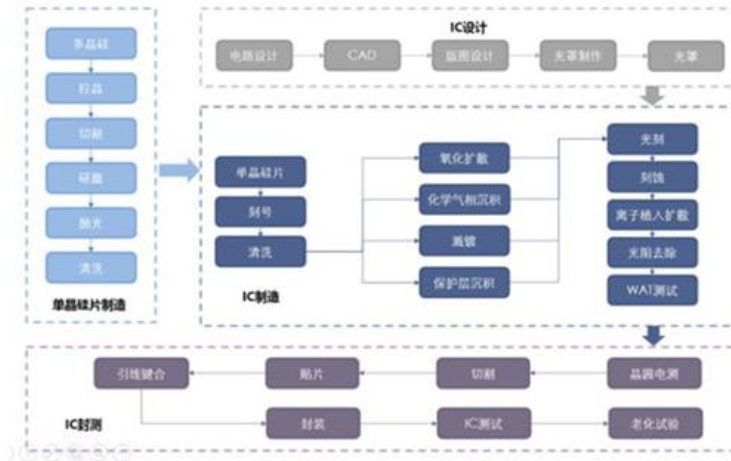 IC设计
电路设计
CAD
版图设计
光罩制作
光罩
多晶硅
拉晶
切割
研磨
抛光
清洗
单晶硅片制造
单晶硅片
刻号
清洗
IC制造
氧化扩散
化学气相沉积
溅镀
保护层沉积
光刻
刻蚀
离子植入扩散
光阻去除
WAT测试
引线键合
贴片
切割
晶圆电测
IC封测
封装
IC测试
老化试验